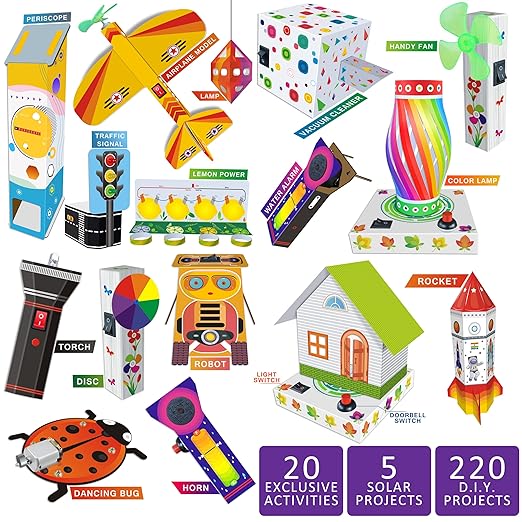 PERISCOPE
AIRPLANE MODEL
LAMP
VACUUM CLEANER
HANDY FAN
TRAFFIC
SIGNAL
LEMON POWER
WATER ALARM
COLOR LAMP
TORCH
DISC
ROBOT
LIGHT
SWITCH
DOORBELL
SWITCH
ROCKET
DANCING BUG
HORN
20
EXCLUSIVE
ACTIVITIES
5
SOLAR
PROJECTS
220
D.I.Y.
PROJECTS